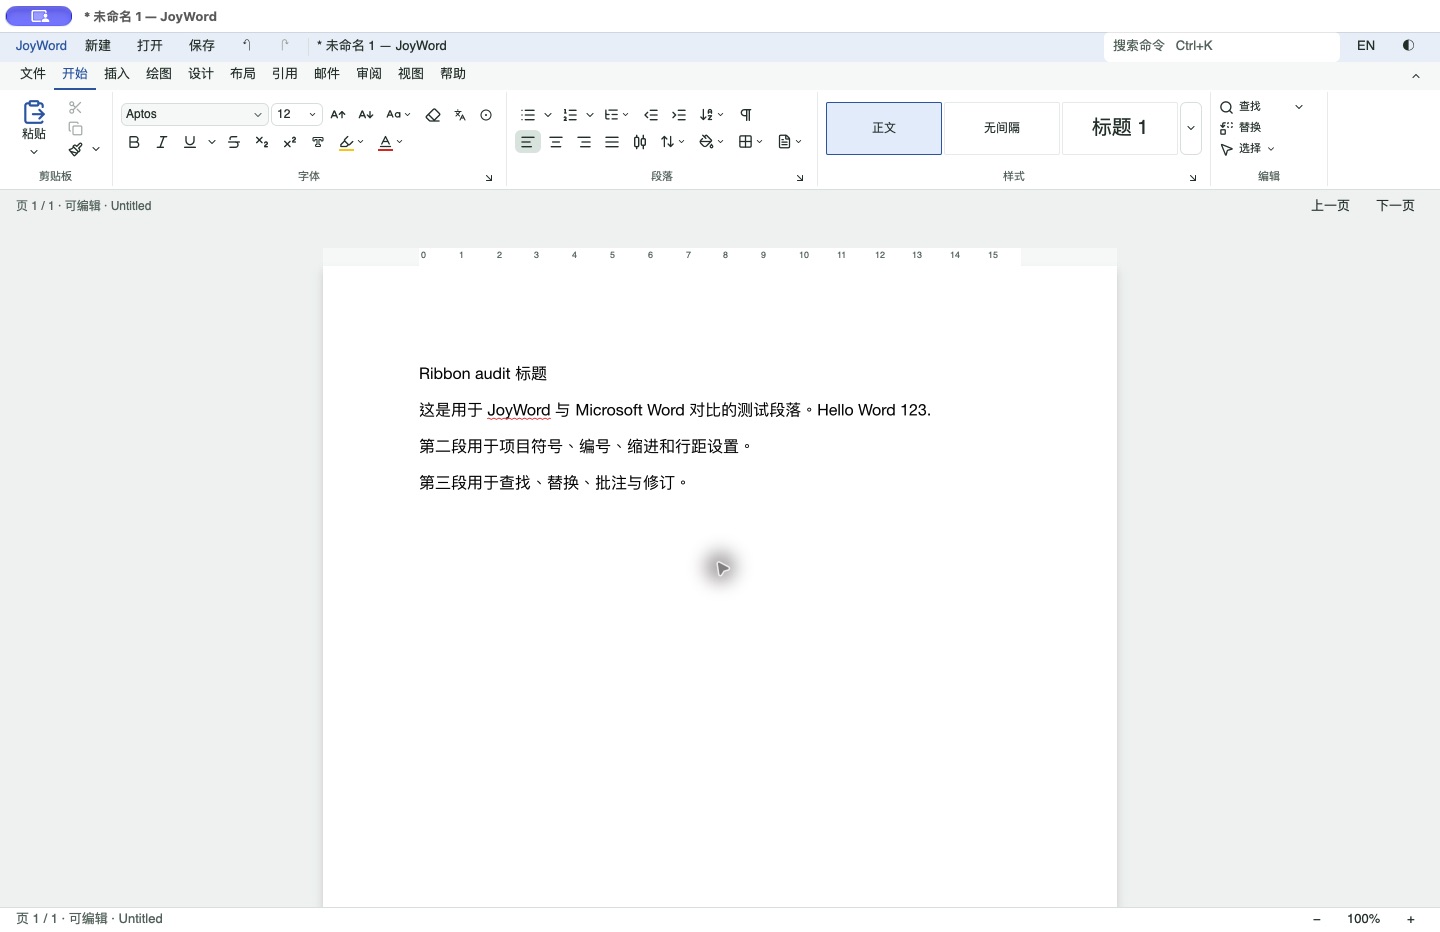 * 未命名 1 — JoyWord
JoyWord 新建 打开 保存 * 未命名 1 — JoyWord 搜索命令 Ctrl+K EN
文件 开始 插入 绘图 设计 布局 引用 邮件 审阅 视图 帮助
粘贴
Aptos 12 Aa
B I U
正文 无间隔 标题 1
查找
替换
选择
剪贴板 字体 段落 样式 编辑
页 1 / 1 · 可编辑 · Untitled 上一页 下一页
0 1 2 3 4 5 6 7 8 9 10 11 12 13 14 15
Ribbon audit 标题
这是用于 JoyWord 与 Microsoft Word 对比的测试段落。Hello Word 123.
第二段用于项目符号、编号、缩进和行距设置。
第三段用于查找、替换、批注与修订。
页 1 / 1 · 可编辑 · Untitled − 100% +